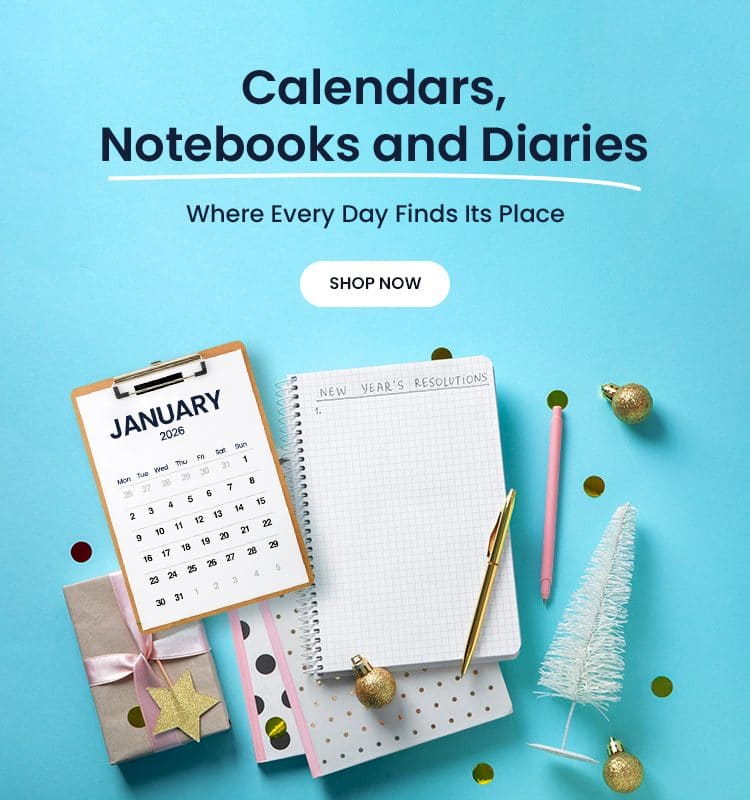 Calendars,
Notebooks and Diaries
Where Every Day Finds Its Place
SHOP NOW
JANUARY
2026
Mon Tue Wed Thu Fri Sat Sun
26 27 28 29 30 31 1
2 3 4 5 6 7 8
9 10 11 12 13 14 15
16 17 18 19 20 21 22
23 24 25 26 27 28 29
30 31 1 2 3 4 5
NEW YEAR'S RESOLUTIONS
1.